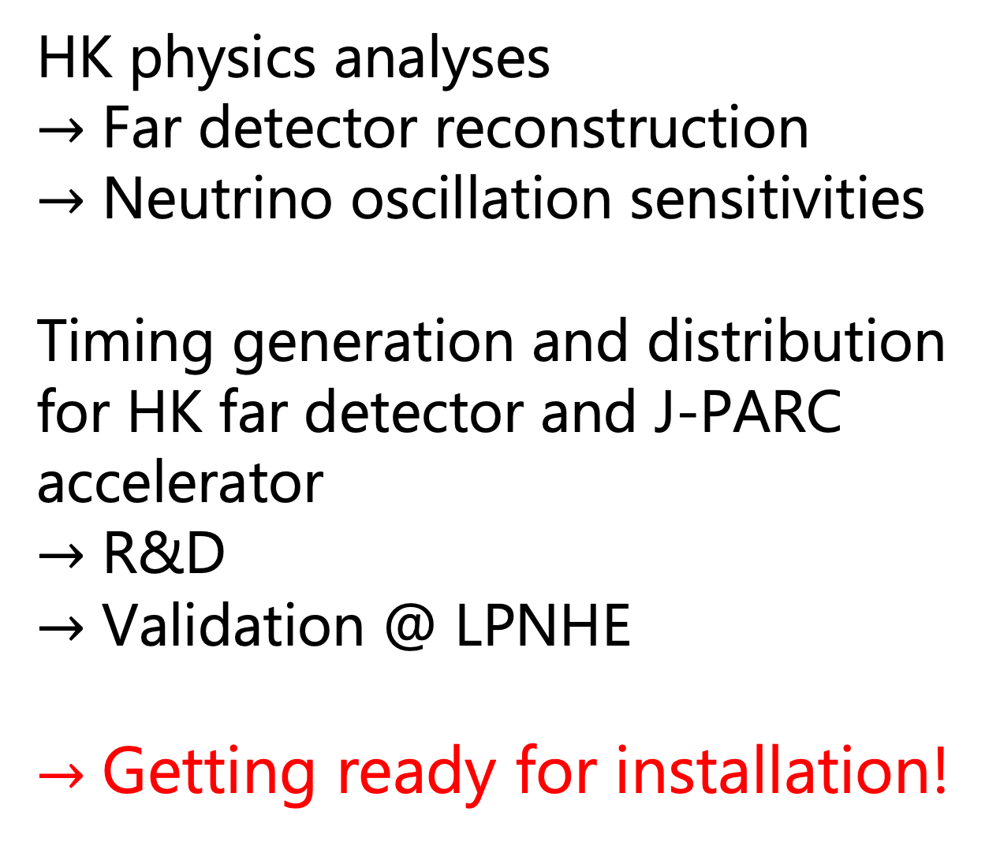 HK physics analyses
→ Far detector reconstruction
→ Neutrino oscillation sensitivities
Timing generation and distribution
for HK far detector and J-PARC
accelerator
→ R&D
→ Validation @ LPNHE
→ Getting ready for installation!